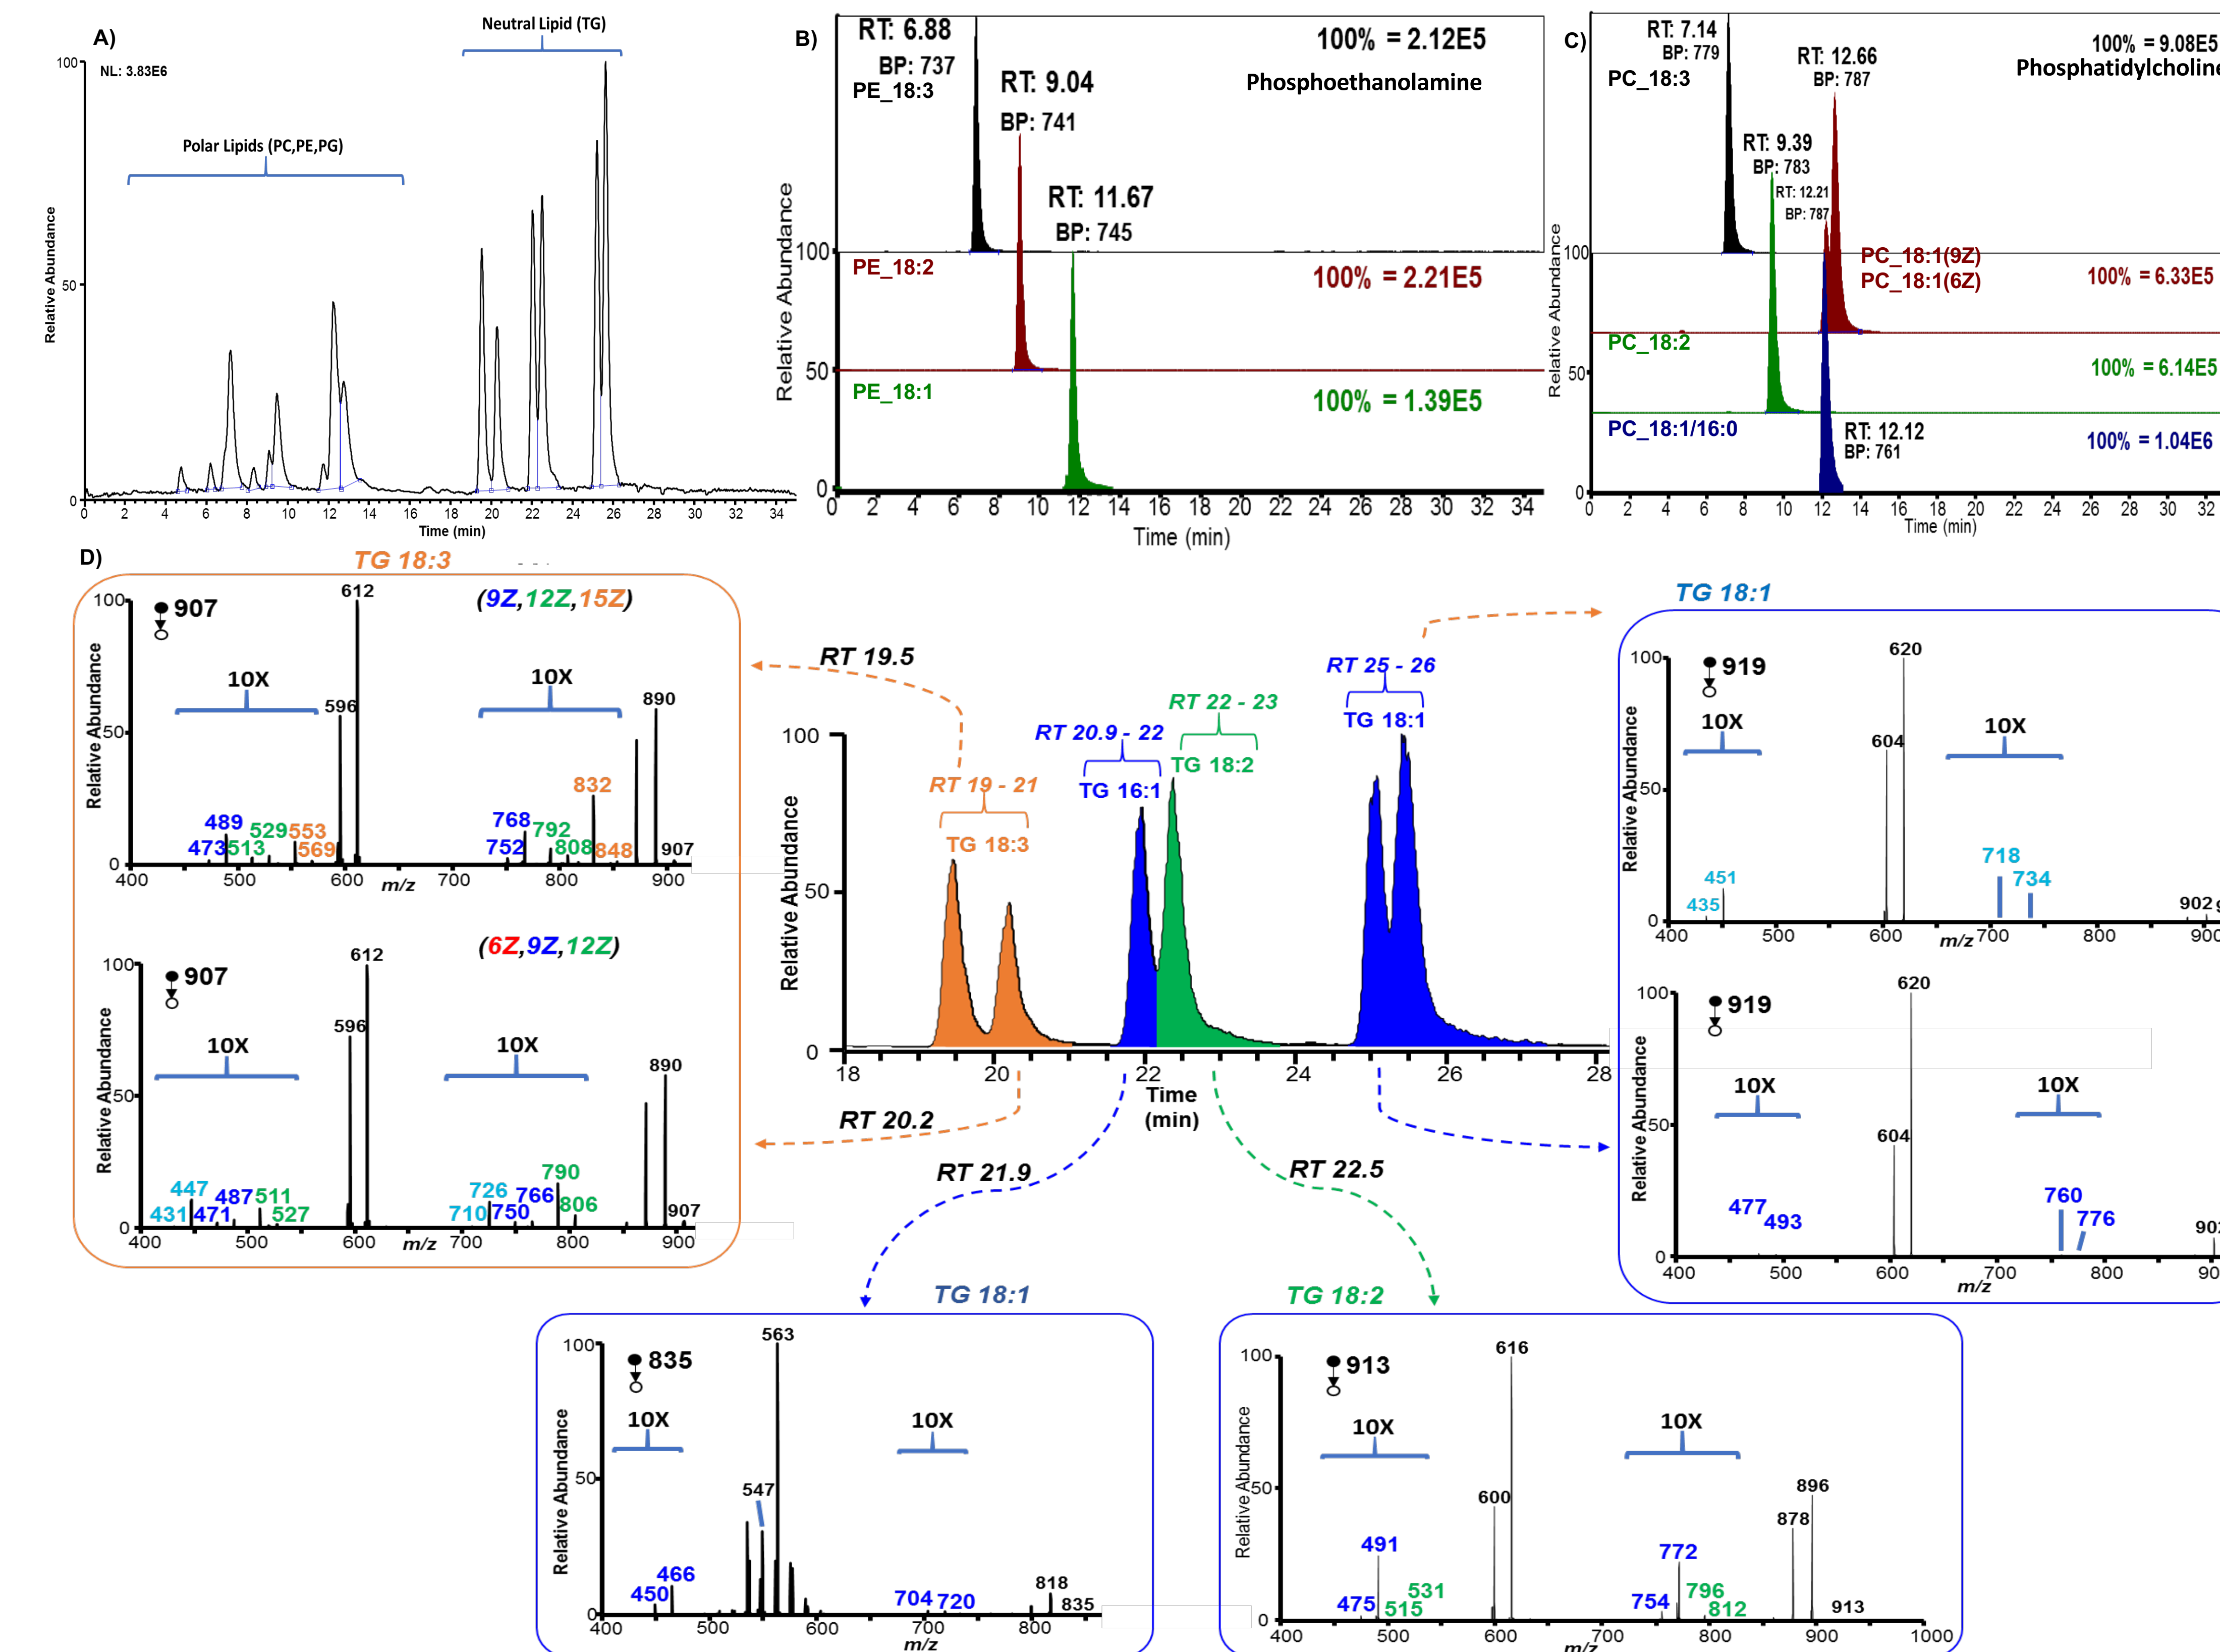 A)
Neutral Lipid (TG)
NL: 3.83E6
Polar Lipids (PC,PE,PG)
Relative Abundance
100
50
0
0 2 4 6 8 10 12 14 16 18 20 22 24 26 28 30 32 34
Time (min)
B)
RT: 6.88
BP: 737
PE_18:3
100% = 2.12E5
Phosphoethanolamine
RT: 9.04
BP: 741
RT: 11.67
BP: 745
PE_18:2
100% = 2.21E5
PE_18:1
100% = 1.39E5
Relative Abundance
100
50
0
0 2 4 6 8 10 12 14 16 18 20 22 24 26 28 30 32 34
Time (min)
C)
RT: 7.14
BP: 779
PC_18:3
100% = 9.08E5
Phosphatidylcholine
RT: 12.66
BP: 787
RT: 9.39
BP: 783
RT: 12.21
BP: 787
PC_18:1(9Z)
PC_18:1(6Z)
100% = 6.33E5
PC_18:2
100% = 6.14E5
PC_18:1/16:0
RT: 12.12
BP: 761
100% = 1.04E6
Relative Abundance
100
50
0
0 2 4 6 8 10 12 14 16 18 20 22 24 26 28 30 32
Time (min)
D)
TG 18:3
907
612
(9Z,12Z,15Z)
10X
10X
596
890
832
489
529 553
473 513 569
768 792
752 808 848
907
Relative Abundance
100
50
0
400 500 600 700 800 900
m/z
907
612
(6Z,9Z,12Z)
10X
10X
596
890
447 487 511
431 471 527
726 766 790
710 750 806
907
Relative Abundance
100
50
0
400 500 600 700 800 900
m/z
RT 19.5
RT 20.2
RT 19 - 21
TG 18:3
RT 20.9 - 22
TG 16:1
RT 22 - 23
TG 18:2
RT 25 - 26
TG 18:1
Relative Abundance
100
50
0
18 20 22 24 26 28
Time
(min)
RT 21.9
RT 22.5
TG 18:1
919
620
604
10X
10X
451
435
718
734
902
Relative Abundance
100
50
0
400 500 600 700 800 900
m/z
919
620
604
10X
10X
477
493
760
776
Relative Abundance
100
50
0
400 500 600 700 800
m/z
TG 18:1
835
563
10X
10X
547
466
450
704 720
818
835
Relative Abundance
100
50
0
400 500 600 700 800
m/z
TG 18:2
913
616
10X
10X
600
896
878
491
531
475 515
772
796
754 812
913
Relative Abundance
100
50
0
400 500 600 700 800 900 1000
m/z